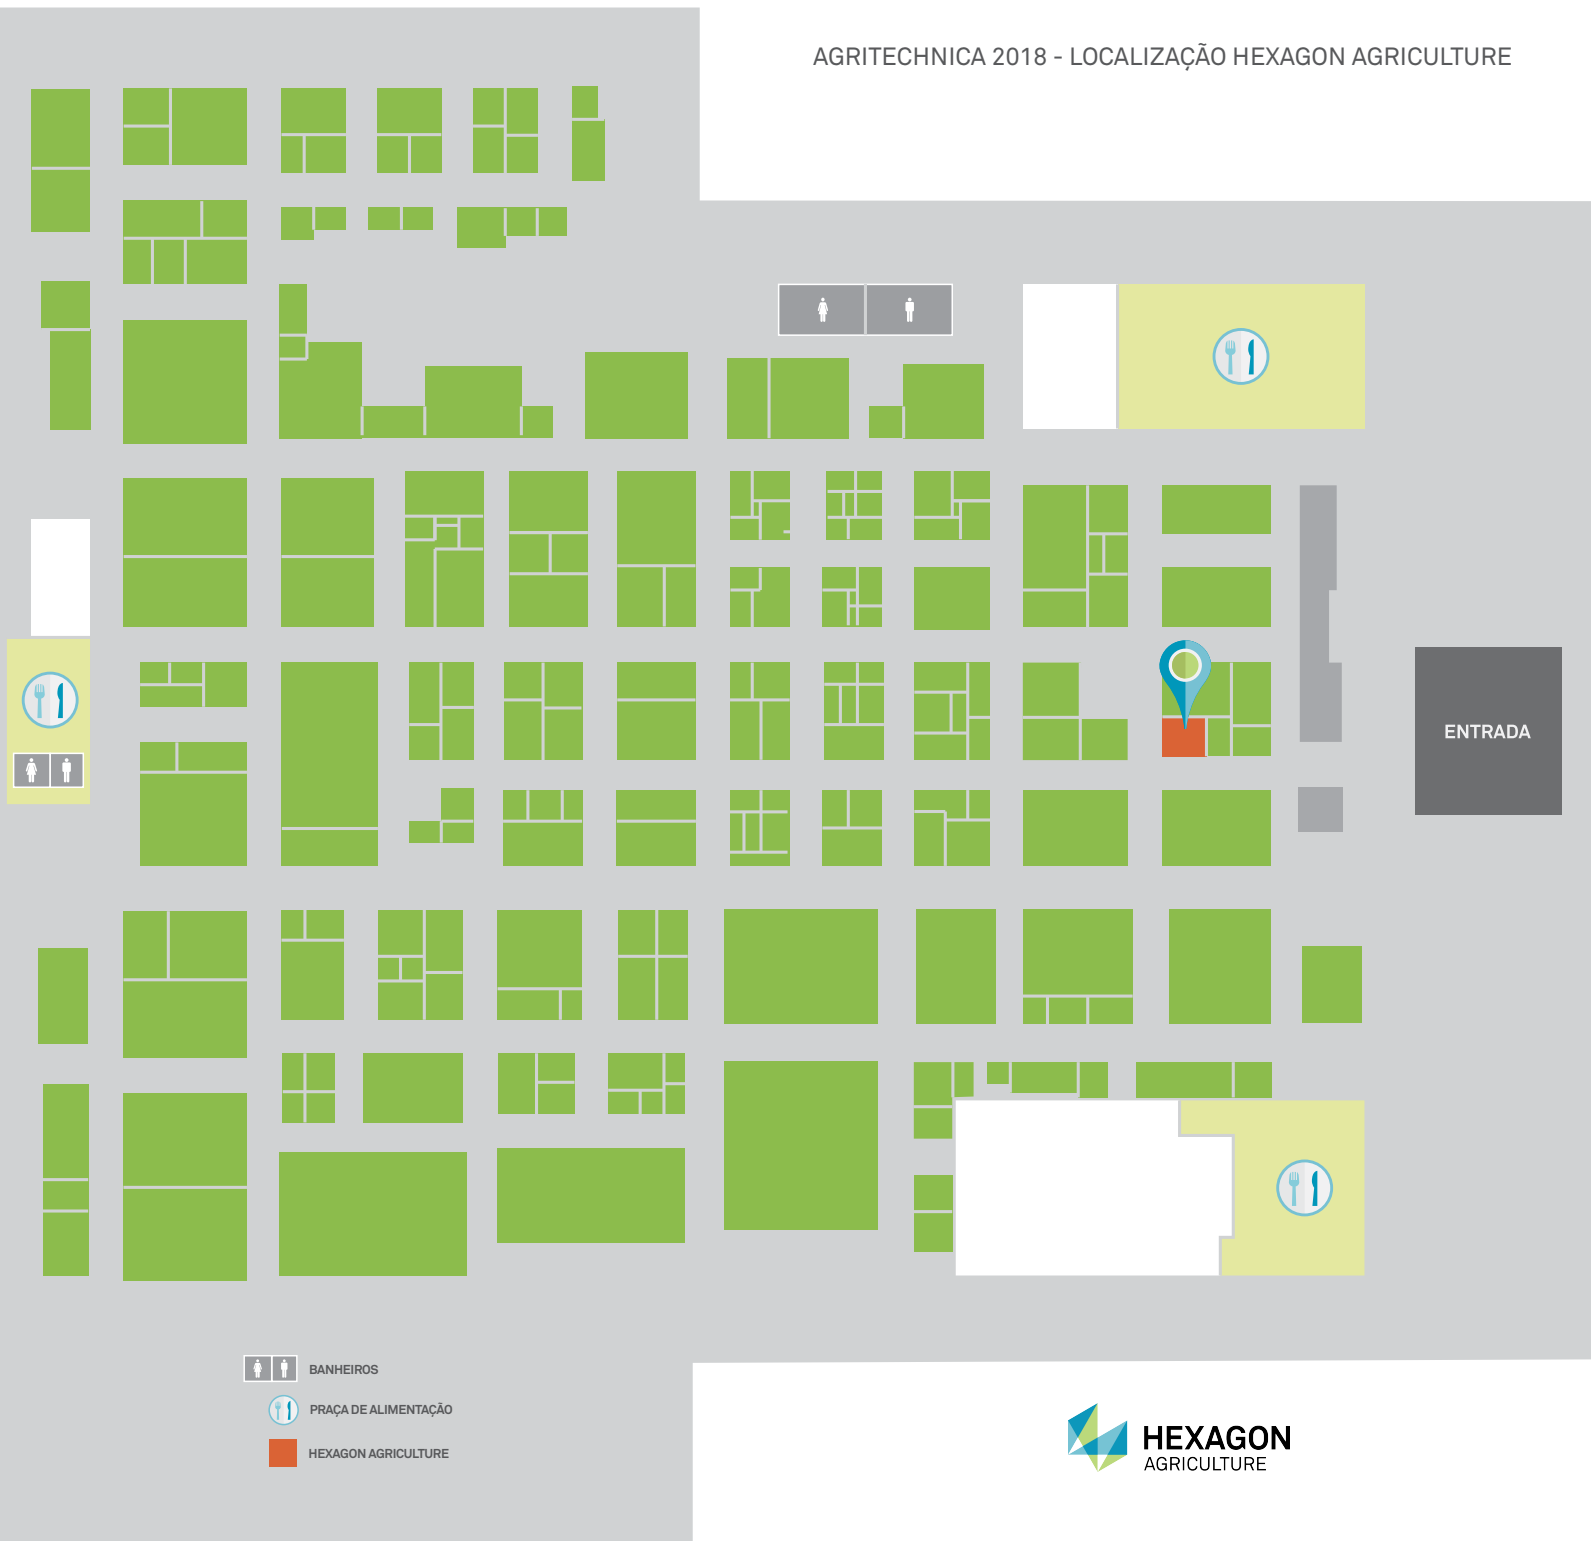 AGRITECHNICA 2018 - LOCALIZAÇÃO HEXAGON AGRICULTURE
ENTRADA
BANHEIROS
PRAÇA DE ALIMENTAÇÃO
HEXAGON AGRICULTURE
HEXAGON
AGRICULTURE